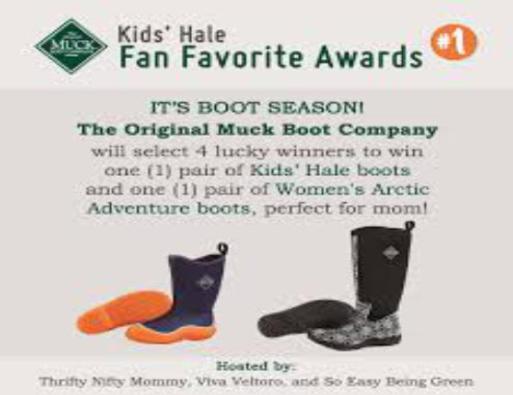 MUCK
Kids' Hale
Fan Favorite Awards
#1
IT'S BOOT SEASON!
The Original Muck Boot Company
will select 4 lucky winners to win
one (1) pair of Kids' Hale boots
and one (1) pair of Women's Arctic
Adventure boots, perfect for mom!
Hosted by:
Thrifty Nifty Mommy, Viva Veltoro, and So Easy Being Green